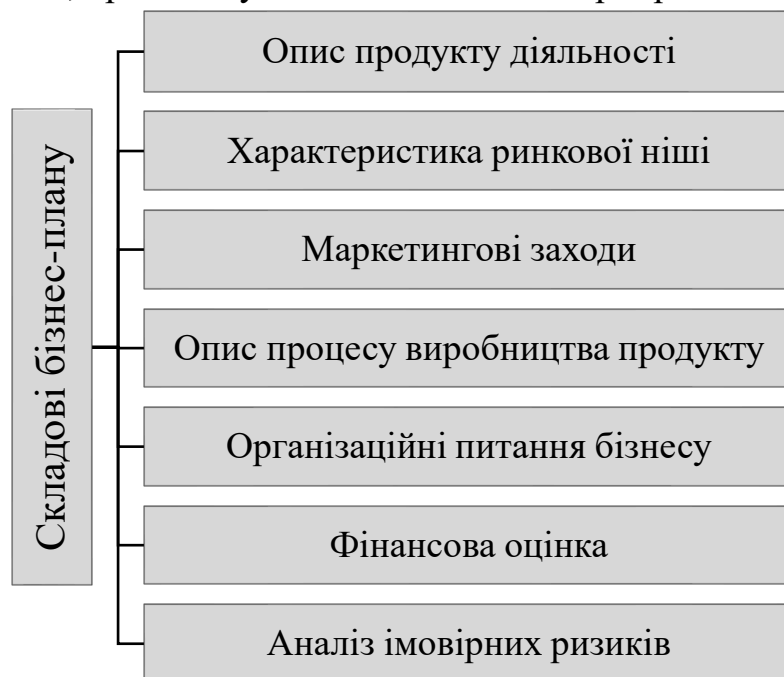 Складові бізнес-плану
Опис продукту діяльності
Характеристика ринкової ніші
Маркетингові заходи
Опис процесу виробництва продукту
Організаційні питання бізнесу
Фінансова оцінка
Аналіз імовірних ризиків